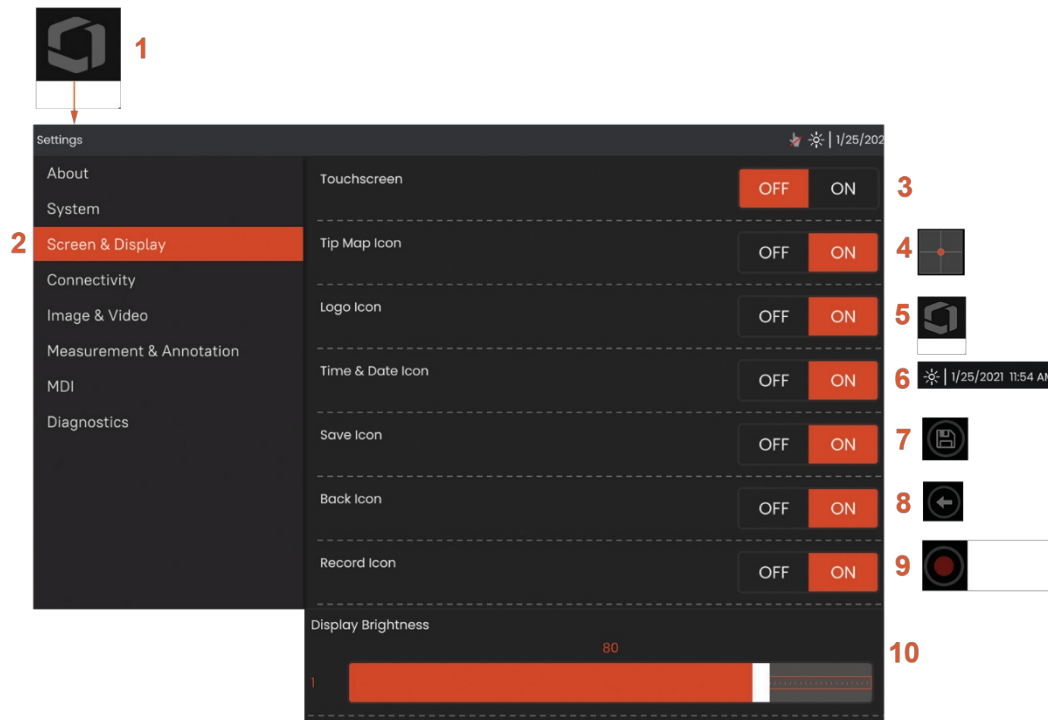 1
Settings
1/25/202
About
System
2 Screen & Display
Connectivity
Image & Video
Measurement & Annotation
MDI
Diagnostics
Touchscreen OFF ON 3
Tip Map Icon OFF ON 4
Logo Icon OFF ON 5
Time & Date Icon OFF ON 6 1/25/2021 11:54 AM
Save Icon OFF ON 7
Back Icon OFF ON 8
Record Icon OFF ON 9
Display Brightness
80
10
1